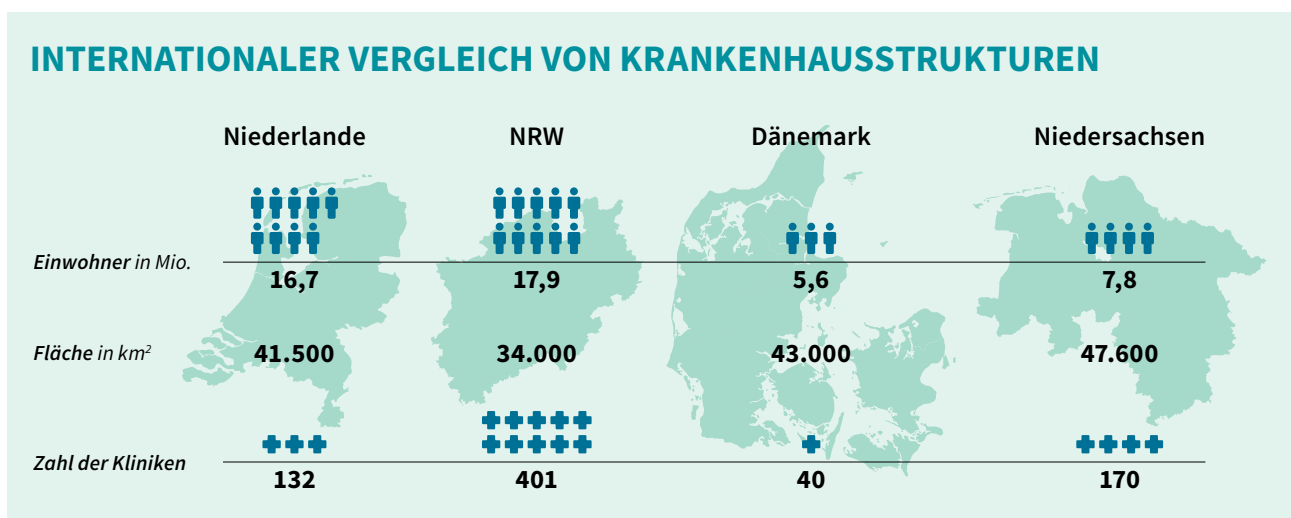 INTERNATIONALER VERGLEICH VON KRANKENHAUSSTRUKTUREN
Niederlande NRW Dänemark Niedersachsen
Einwohner in Mio.
16,7 17,9 5,6 7,8
Fläche in km² 41.500 34.000 43.000 47.600
Zahl der Kliniken
132 401 40 170